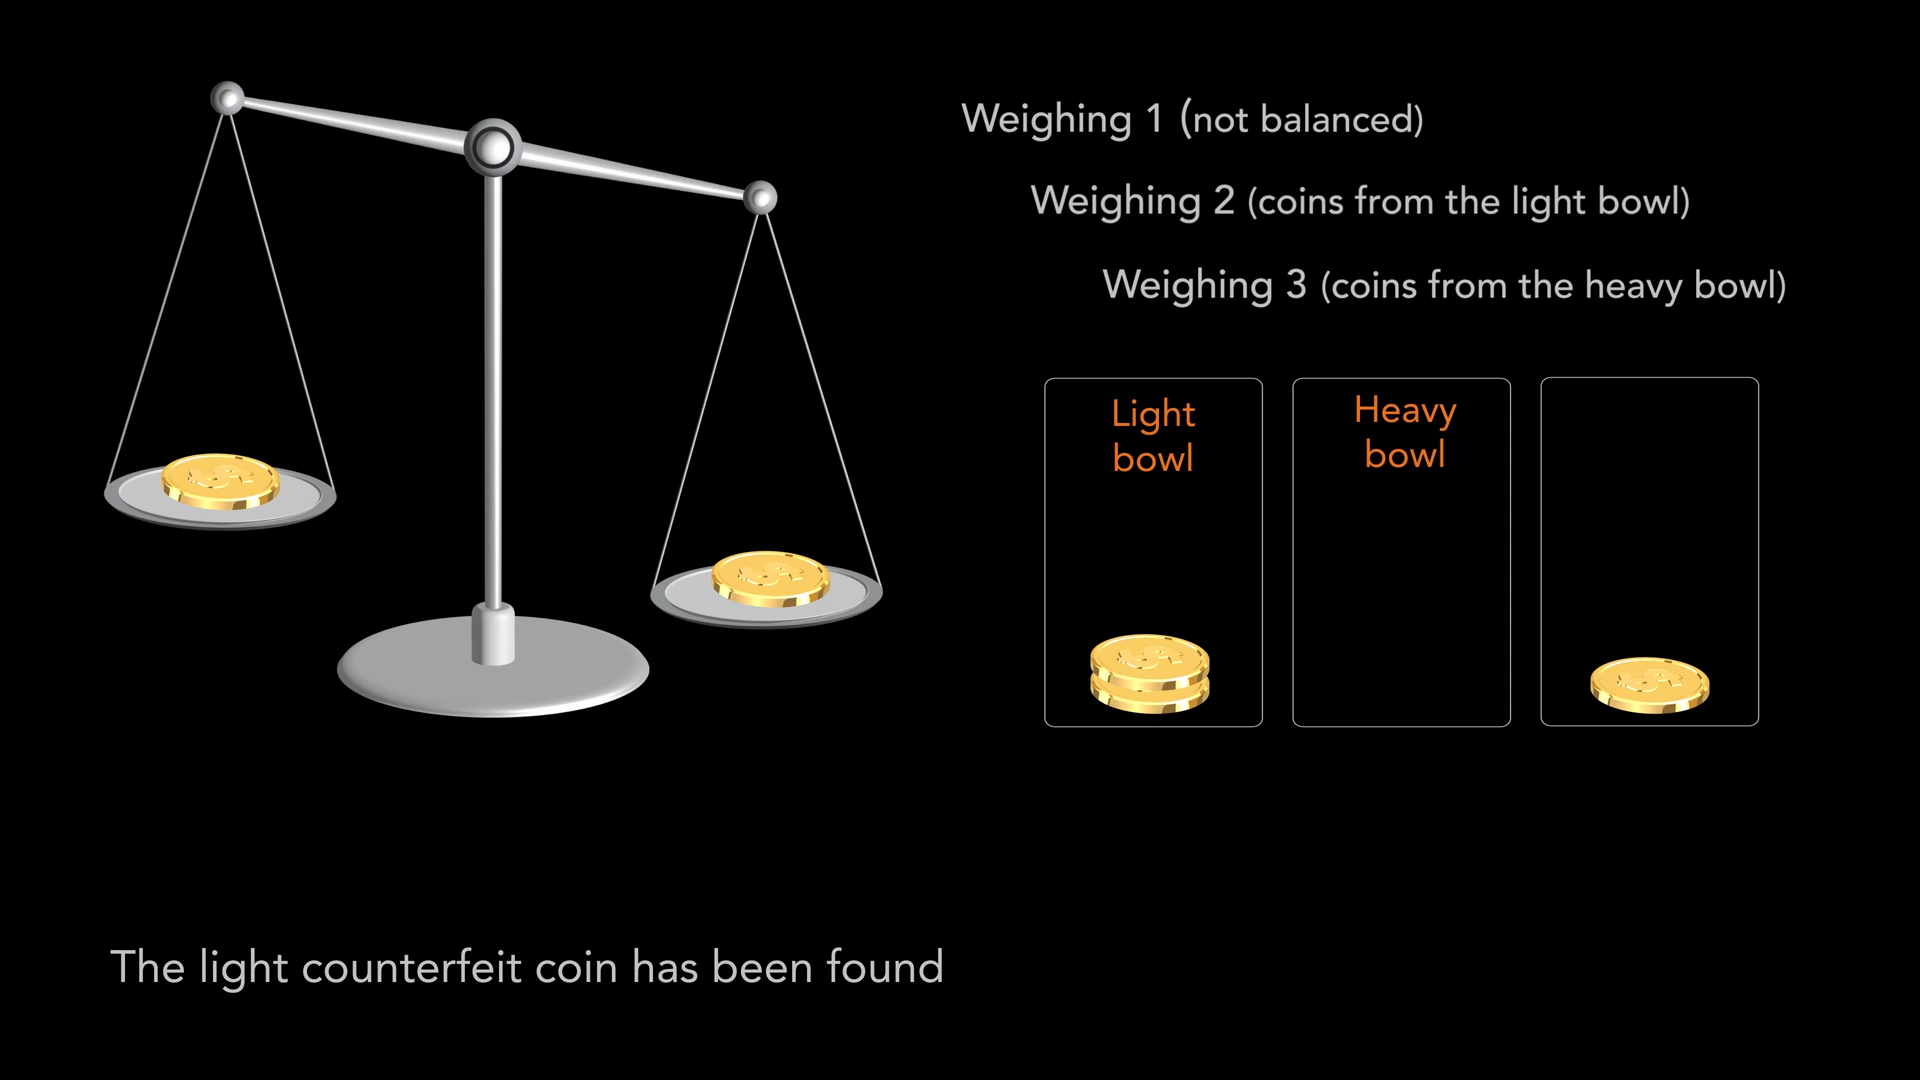 Weighing 1 (not balanced)
Weighing 2 (coins from the light bowl)
Weighing 3 (coins from the heavy bowl)
Light
bowl
Heavy
bowl
The light counterfeit coin has been found